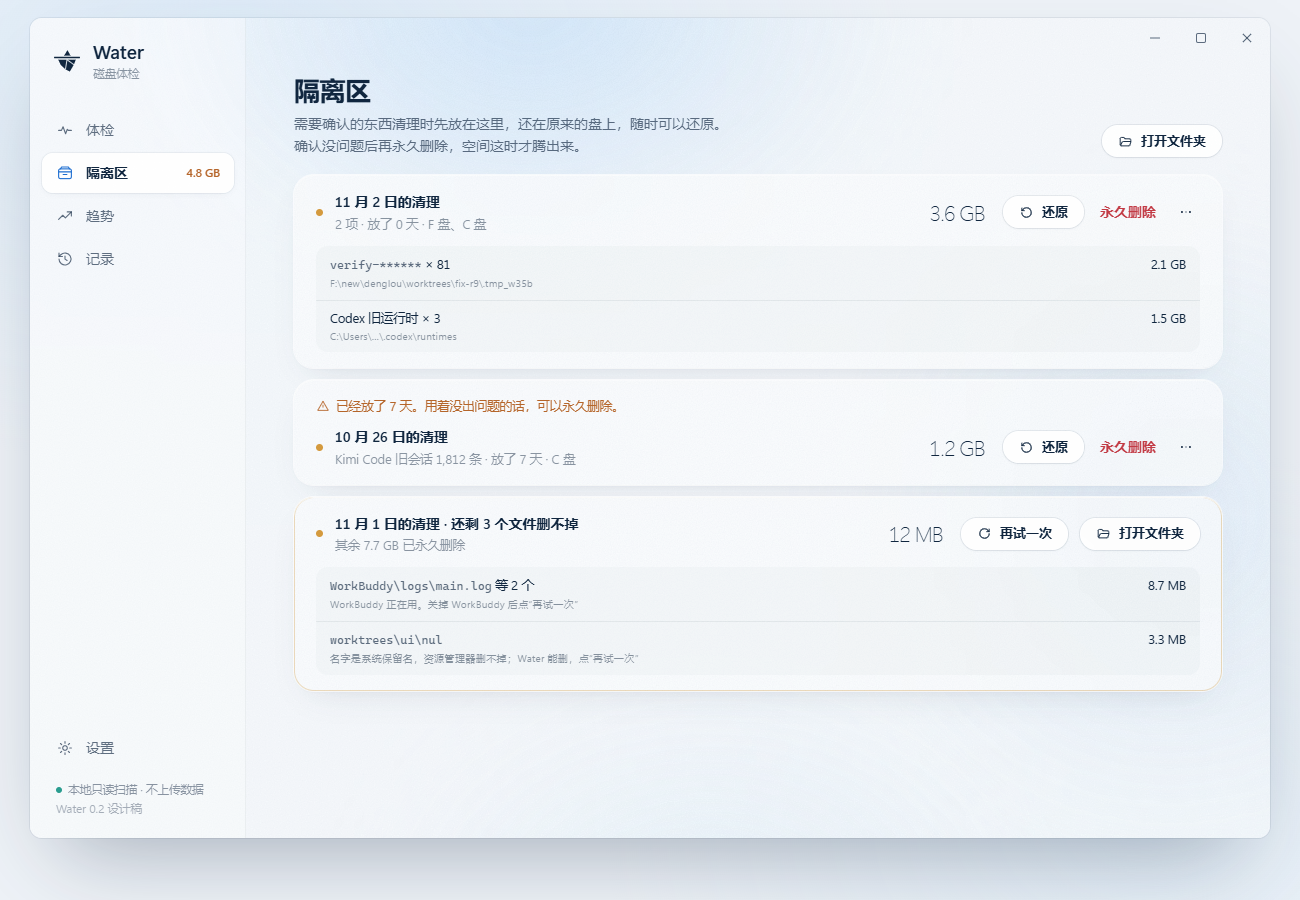 Water
磁盘体检
体检
隔离区 4.8 GB
趋势
记录
设置
本地只读扫描 · 不上传数据
Water 0.2 设计稿
隔离区
需要确认的东西清理时先放在这里，还在原来的盘上，随时可以还原。
确认没问题后再永久删除，空间这时才腾出来。
打开文件夹
11 月 2 日的清理
2 项 · 放了 0 天 · F 盘、C 盘
3.6 GB 还原 永久删除 ···
verify-****** × 81 2.1 GB
F:\new\denglou\worktrees\fix-r9\.tmp_w35b
Codex 旧运行时 × 3 1.5 GB
C:\Users\...\.codex\runtimes
已经放了 7 天。用着没出问题的话，可以永久删除。
10 月 26 日的清理
Kimi Code 旧会话 1,812 条 · 放了 7 天 · C 盘
1.2 GB 还原 永久删除 ···
11 月 1 日的清理 · 还剩 3 个文件删不掉
其余 7.7 GB 已永久删除
12 MB 再试一次 打开文件夹
WorkBuddy\logs\main.log 等 2 个 8.7 MB
WorkBuddy 正在用。关掉 WorkBuddy 后点“再试一次”
worktrees\ui\nul 3.3 MB
名字是系统保留名，资源管理器删不掉；Water 能删，点“再试一次”